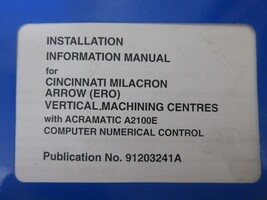 INSTALLATION
INFORMATION MANUAL
for
CINCINNATI MILACRON
ARROW (ERO)
VERTICAL,MACHINING CENTRES
with ACRAMATIC A2100E
COMPUTER NUMERICAL CONTROL
Publication No. 91203241A